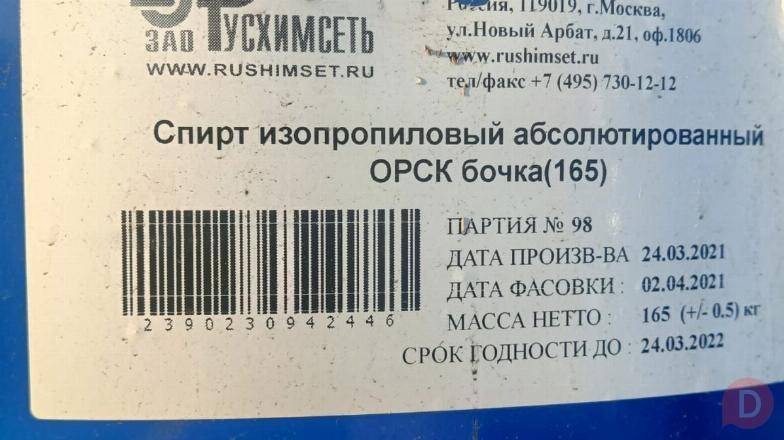 ЗАО РУСХИМСЕТЬ
WWW.RUSHIMSET.RU
Россия, 119019, г.Москва,
ул.Новый Арбат, д.21, оф.1806
www.rushimset.ru
тел/факс +7 (495) 730-12-12
Спирт изопропиловый абсолютированный
ОРСК бочка(165)
2390230942446
ПАРТИЯ № 98
ДАТА ПРОИЗВ-ВА 24.03.2021
ДАТА ФАСОВКИ : 02.04.2021
МАССА НЕТТО : 165 (+/- 0.5) кг
СРОК ГОДНОСТИ ДО : 24.03.2022
D